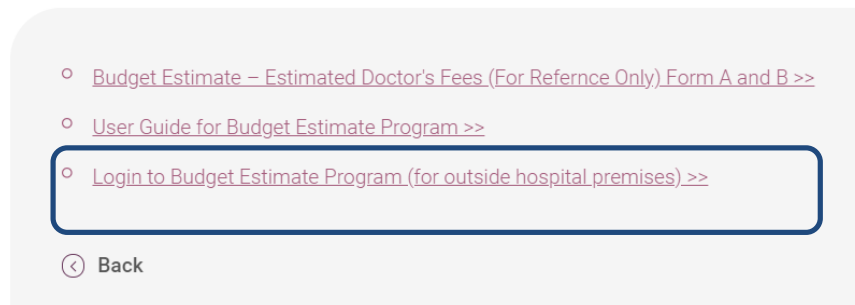 Budget Estimate – Estimated Doctor's Fees (For Refernce Only) Form A and B >>
User Guide for Budget Estimate Program >>
Login to Budget Estimate Program (for outside hospital premises) >>
Back